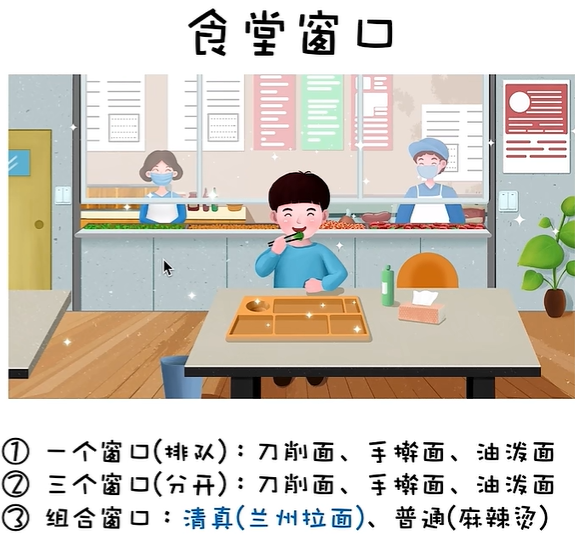 食堂窗口
① 一个窗口(排队)：刀削面、手擀面、油泼面
② 三个窗口(分开)：刀削面、手擀面、油泼面
③ 组合窗口：清真(兰州拉面)、普通(麻辣烫)